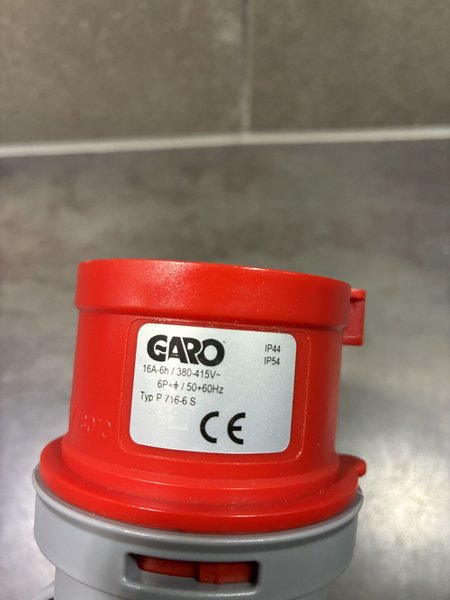 GARO
IP44
IP54
16A-6h / 380-415V~
6P+⏚ / 50+60Hz
Typ P 716-6 S
CE